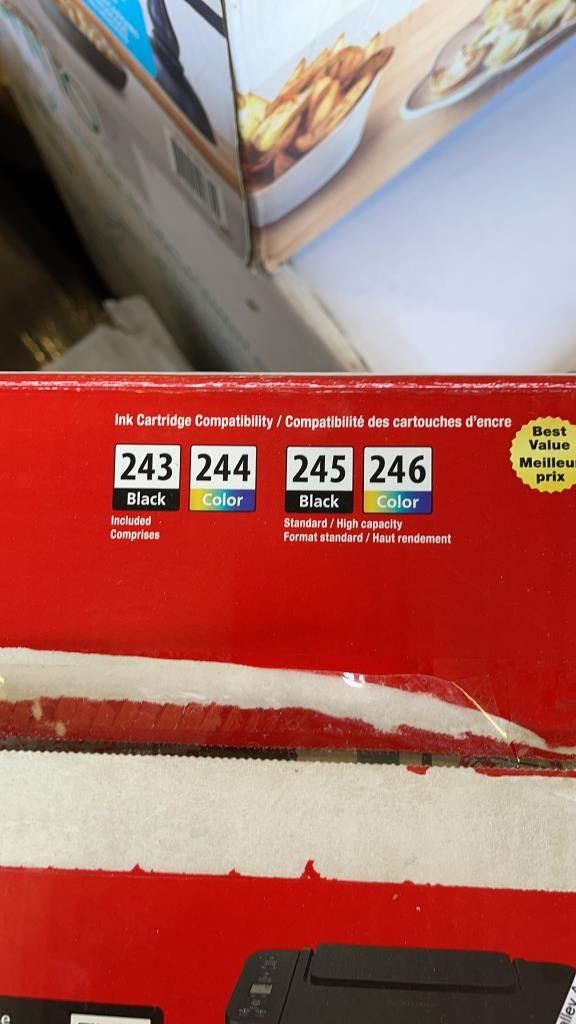 Ink Cartridge Compatibility / Compatibilité des cartouches d'encre
243 244 245 246
Black Color Black Color
Included
Comprises
Standard / High capacity
Format standard / Haut rendement
Best
Value
Meilleu
prix